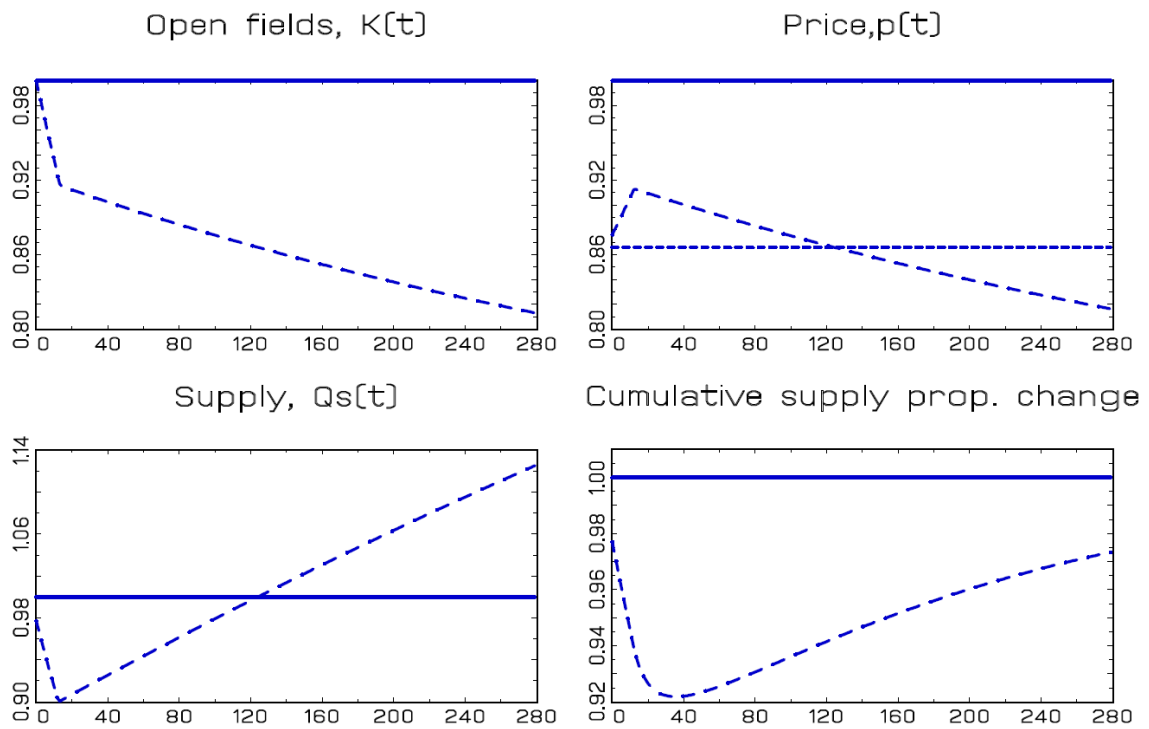 Open fields, K(t)
Price,p(t)
0.98
0.92
0.86
0.80
0 40 80 120 160 200 240 280
0.98
0.92
0.86
0.80
0 40 80 120 160 200 240 280
Supply, Qs(t)
Cumulative supply prop. change
1.14
1.06
0.98
0.90
0 40 80 120 160 200 240 280
1.00
0.98
0.96
0.94
0.92
0 40 80 120 160 200 240 280